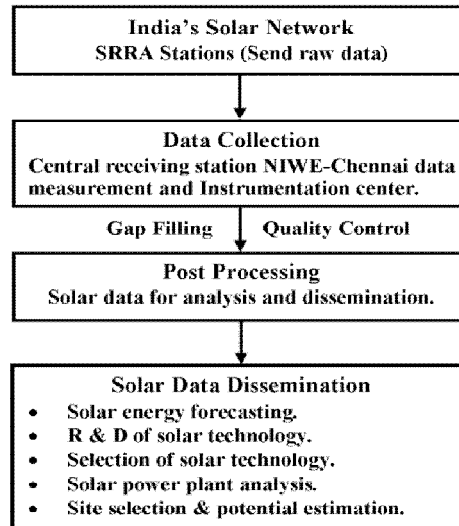 India's Solar Network
SRRA Stations (Send raw data)
Data Collection
Central receiving station NIWE-Chennai data
measurement and Instrumentation center.
Gap Filling Quality Control
Post Processing
Solar data for analysis and dissemination.
Solar Data Dissemination
• Solar energy forecasting.
• R & D of solar technology.
• Selection of solar technology.
• Solar power plant analysis.
• Site selection & potential estimation.